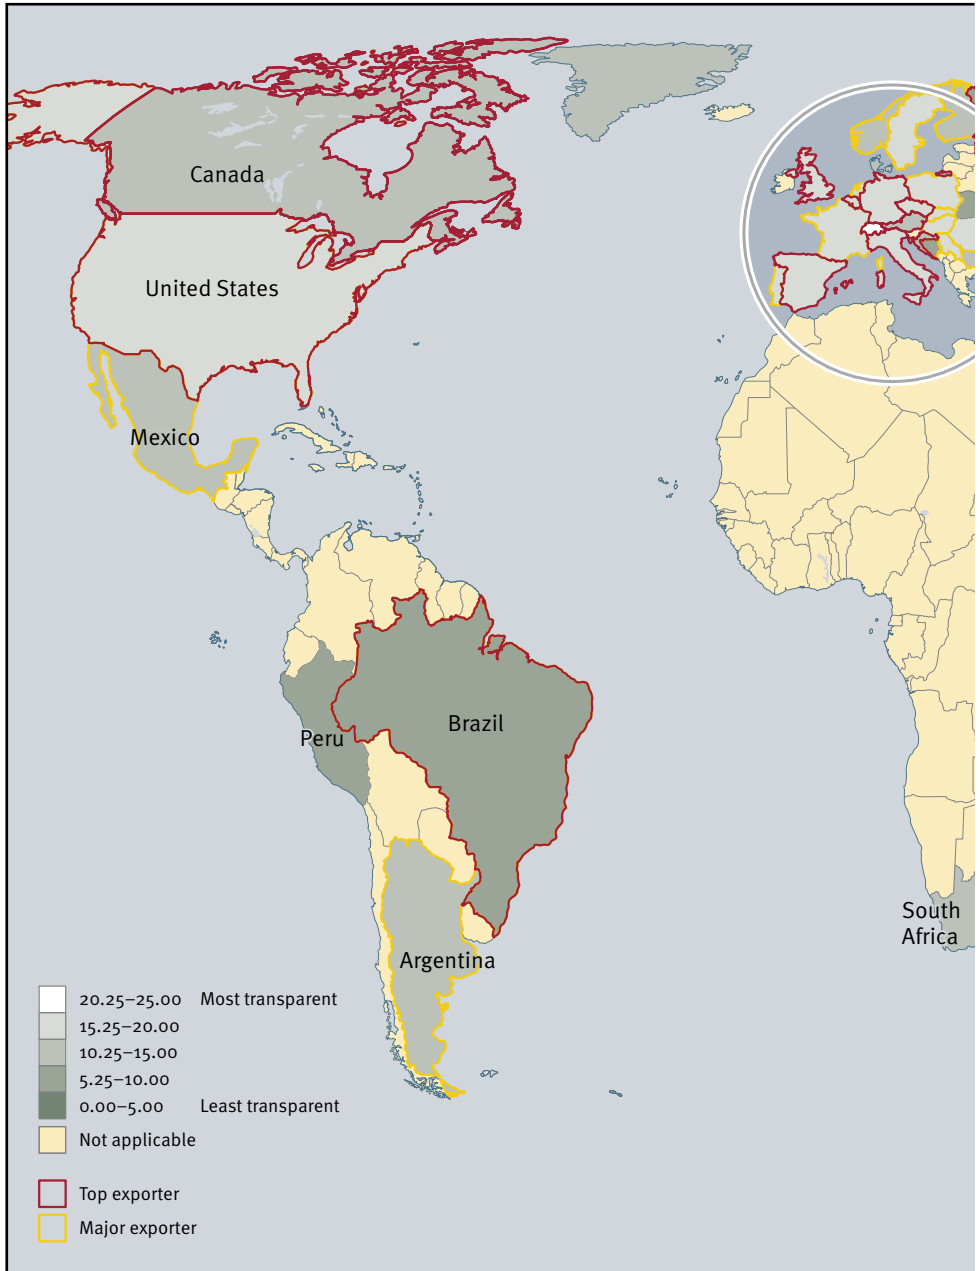 Canada
United States
Mexico
Brazil
Peru
South
Africa
Argentina
20.25–25.00 Most transparent
15.25–20.00
10.25–15.00
5.25–10.00
0.00–5.00 Least transparent
Not applicable
Top exporter
Major exporter